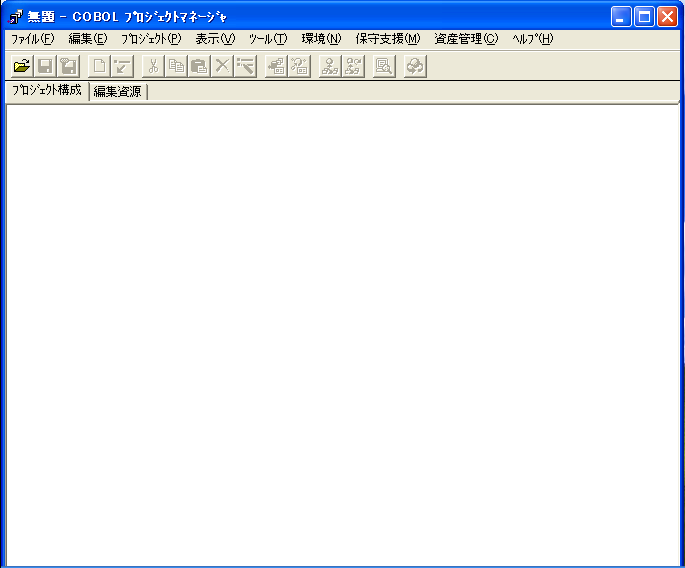 無題 - COBOL ﾌﾟﾛｼﾞｪｸﾄﾏﾈｰｼﾞｬ
ﾌｧｲﾙ(F) 編集(E) ﾌﾟﾛｼﾞｪｸﾄ(P) 表示(V) ﾂｰﾙ(T) 環境(N) 保守支援(M) 資産管理(C) ﾍﾙﾌﾟ(H)
ﾌﾟﾛｼﾞｪｸﾄ構成 編集資源